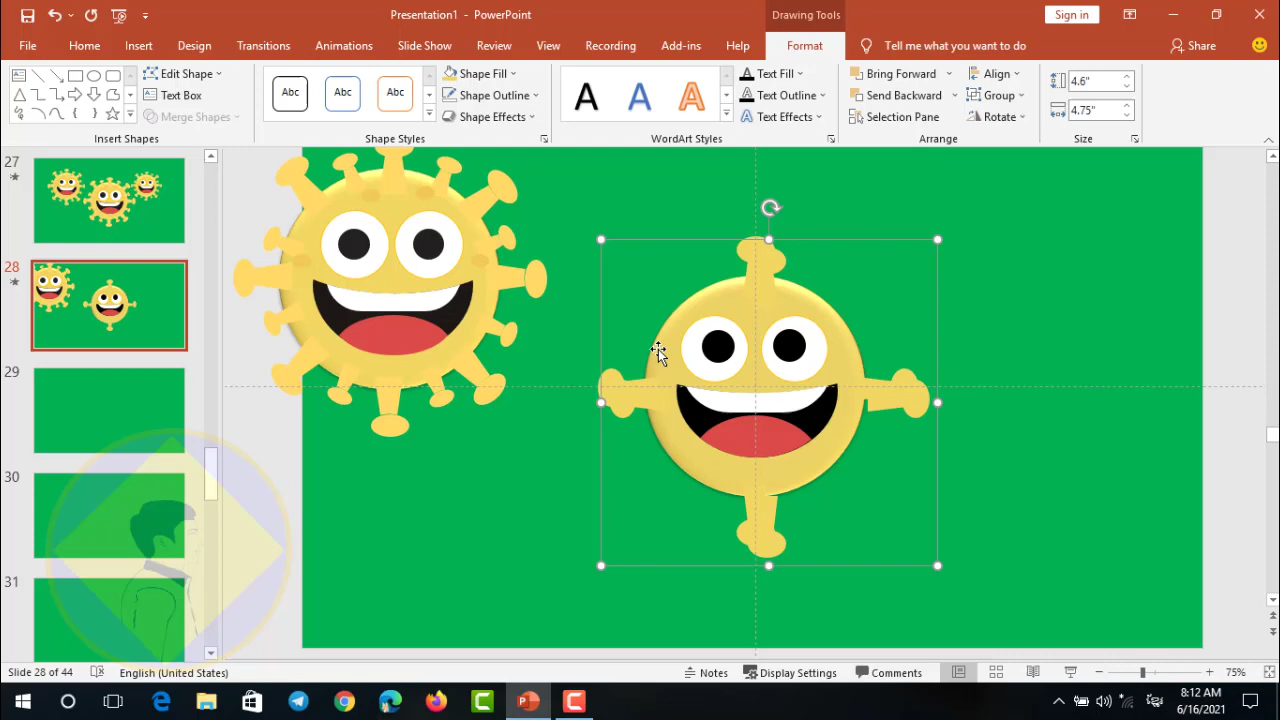 Presentation1 - PowerPoint
Drawing Tools
Sign in
File Home Insert Design Transitions Animations Slide Show Review View Recording Add-ins Help Format Tell me what you want to do Share
Edit Shape
Text Box
Merge Shapes
Insert Shapes
Abc Abc Abc
Shape Fill
Shape Outline
Shape Effects
Shape Styles
A A A
Text Fill
Text Outline
Text Effects
WordArt Styles
Bring Forward
Send Backward
Selection Pane
Align
Group
Rotate
Arrange
4.6"
4.75"
Size
27
28
29
30
31
Slide 28 of 44 English (United States) Notes Display Settings Comments 75%
8:12 AM
6/16/2021